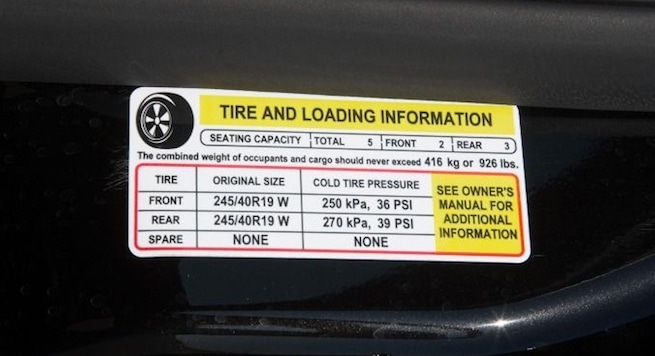 TIRE AND LOADING INFORMATION
SEATING CAPACITY TOTAL 5 FRONT 2 REAR 3
The combined weight of occupants and cargo should never exceed 416 kg or 926 lbs.
TIRE ORIGINAL SIZE COLD TIRE PRESSURE
FRONT 245/40R19 W 250 kPa, 36 PSI
REAR 245/40R19 W 270 kPa, 39 PSI
SPARE NONE NONE
SEE OWNER'S
MANUAL FOR
ADDITIONAL
INFORMATION